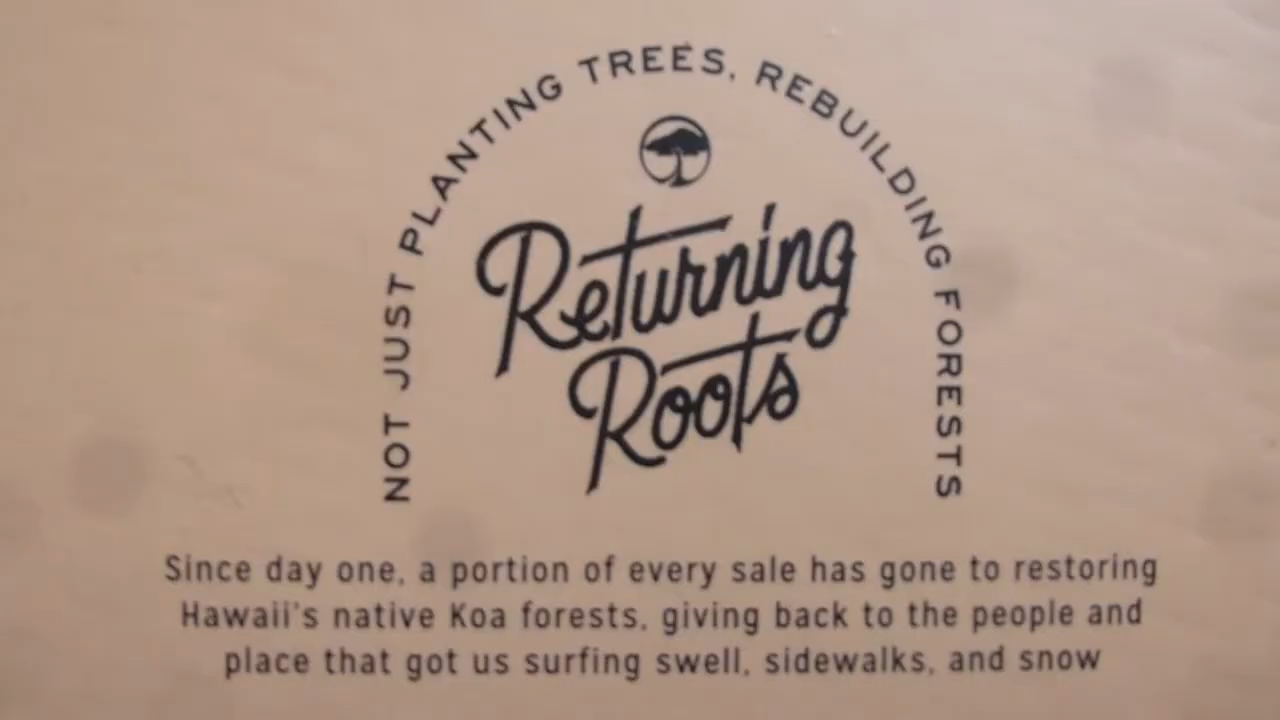 NOT JUST PLANTING TREES, REBUILDING FORESTS
Returning
Roots
Since day one, a portion of every sale has gone to restoring
Hawaii's native Koa forests, giving back to the people and
place that got us surfing swell, sidewalks, and snow